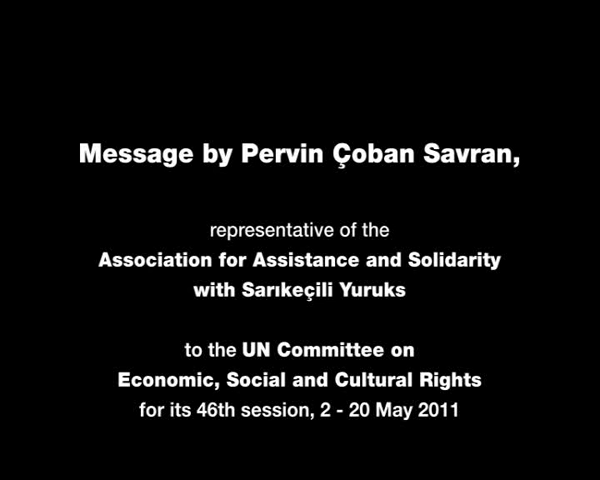 Message by Pervin Çoban Savran,
representative of the
Association for Assistance and Solidarity
with Sarıkeçili Yuruks
to the UN Committee on
Economic, Social and Cultural Rights
for its 46th session, 2 - 20 May 2011